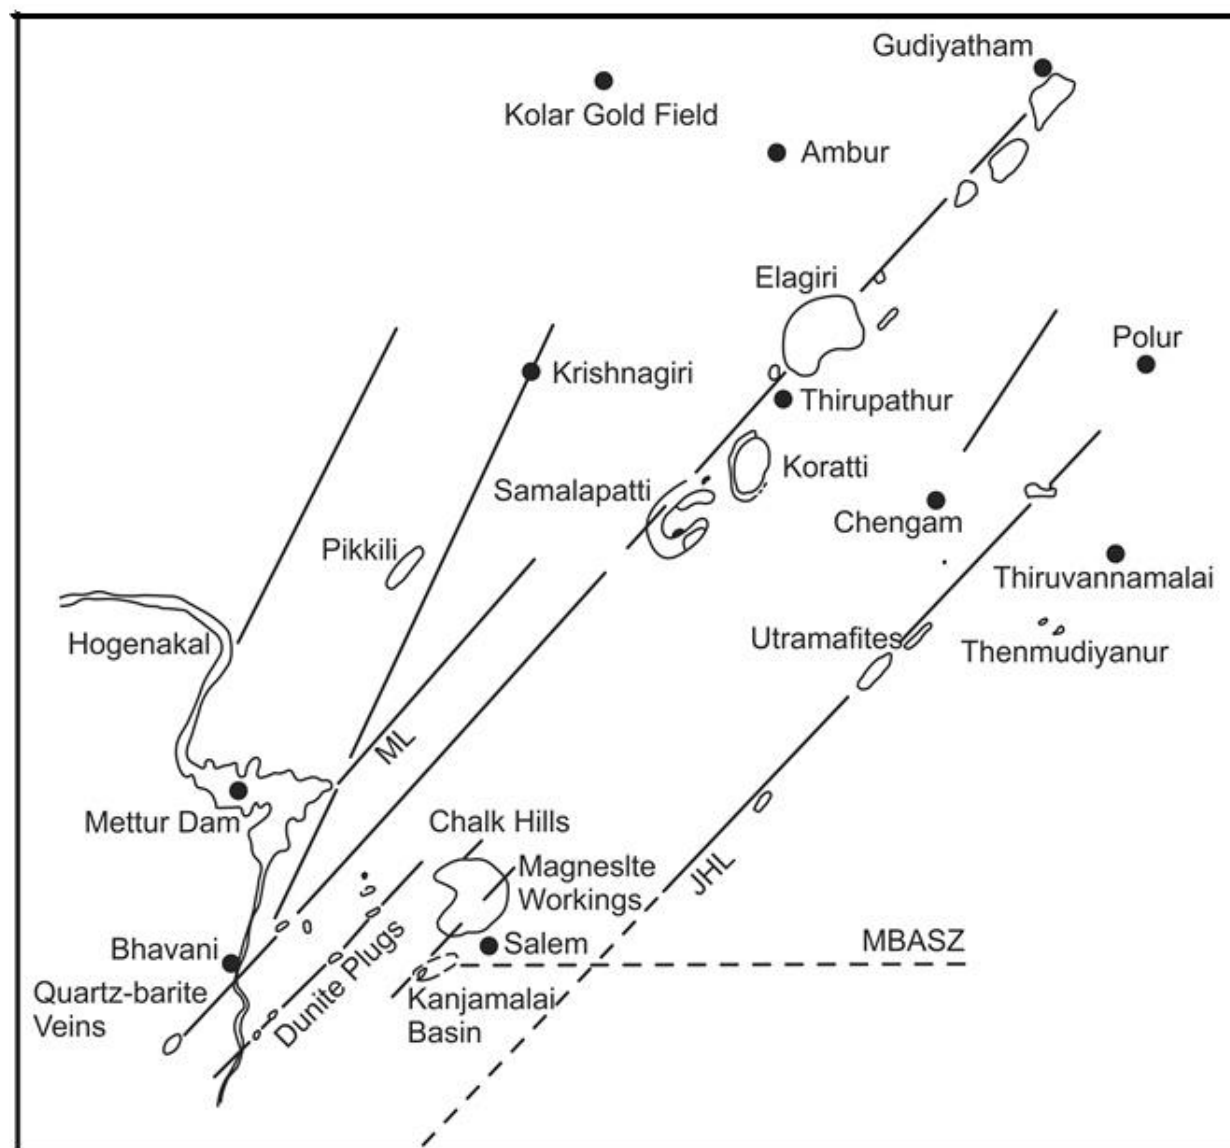 Gudiyatham
Kolar Gold Field
Ambur
Elagiri
Polur
Krishnagiri
Thirupathur
Koratti
Samalapatti
Chengam
Pikkili
Thiruvannamalai
Hogenakal
Utramafites
Thenmudiyanur
ML
Mettur Dam
Chalk Hills
Magneslte
Workings
JHL
Bhavani
Salem
MBASZ
Quartz-barite
Veins
Dunite Plugs
Kanjamalai
Basin